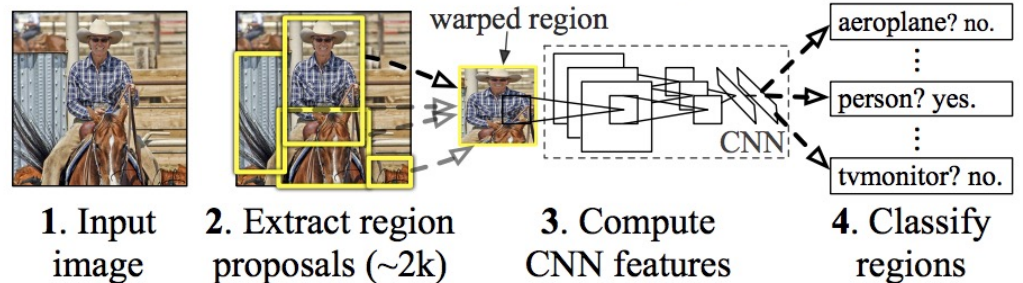 warped region
aeroplane? no.
person? yes.
CNN
tvmonitor? no.
1. Input
image
2. Extract region
proposals (~2k)
3. Compute
CNN features
4. Classify
regions